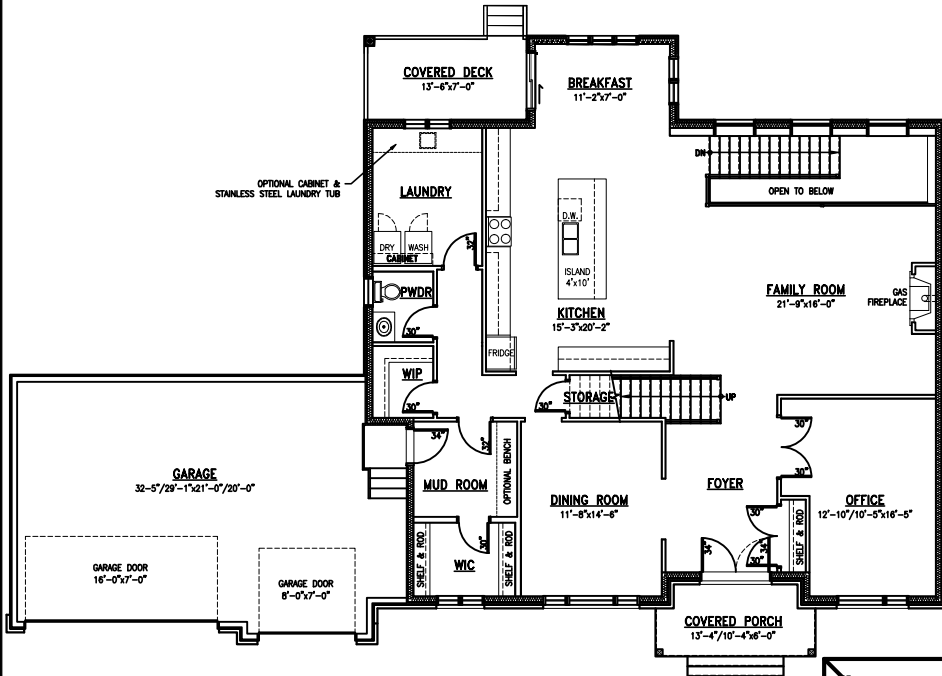 COVERED DECK
13'-6"x7'-0"
BREAKFAST
11'-2"x7'-0"
DN
OPEN TO BELOW
OPTIONAL CABINET &
STAINLESS STEEL LAUNDRY TUB
LAUNDRY
D.W.
DRY
WASH
CABINET
32"
ISLAND
4'x10'
FAMILY ROOM
21'-9"x16'-0"
GAS
FIREPLACE
PWDR
30"
KITCHEN
15'-3"x20'-2"
FRIDGE
WIP
30"
STORAGE
30"
UP
34"
32"
30"
30"
GARAGE
32-5"/29'-1"x21'-0"/20'-0"
MUD ROOM
OPTIONAL BENCH
DINING ROOM
11'-8"x14'-6"
FOYER
OFFICE
12'-10"/10'-5"x16'-5"
30"
SHELF & ROD
WIC
30"
SHELF & ROD
34"
34"
30"
SHELF & ROD
GARAGE DOOR
16'-0"x7'-0"
GARAGE DOOR
8'-0"x7'-0"
COVERED PORCH
13'-4"/10'-4"x6'-0"